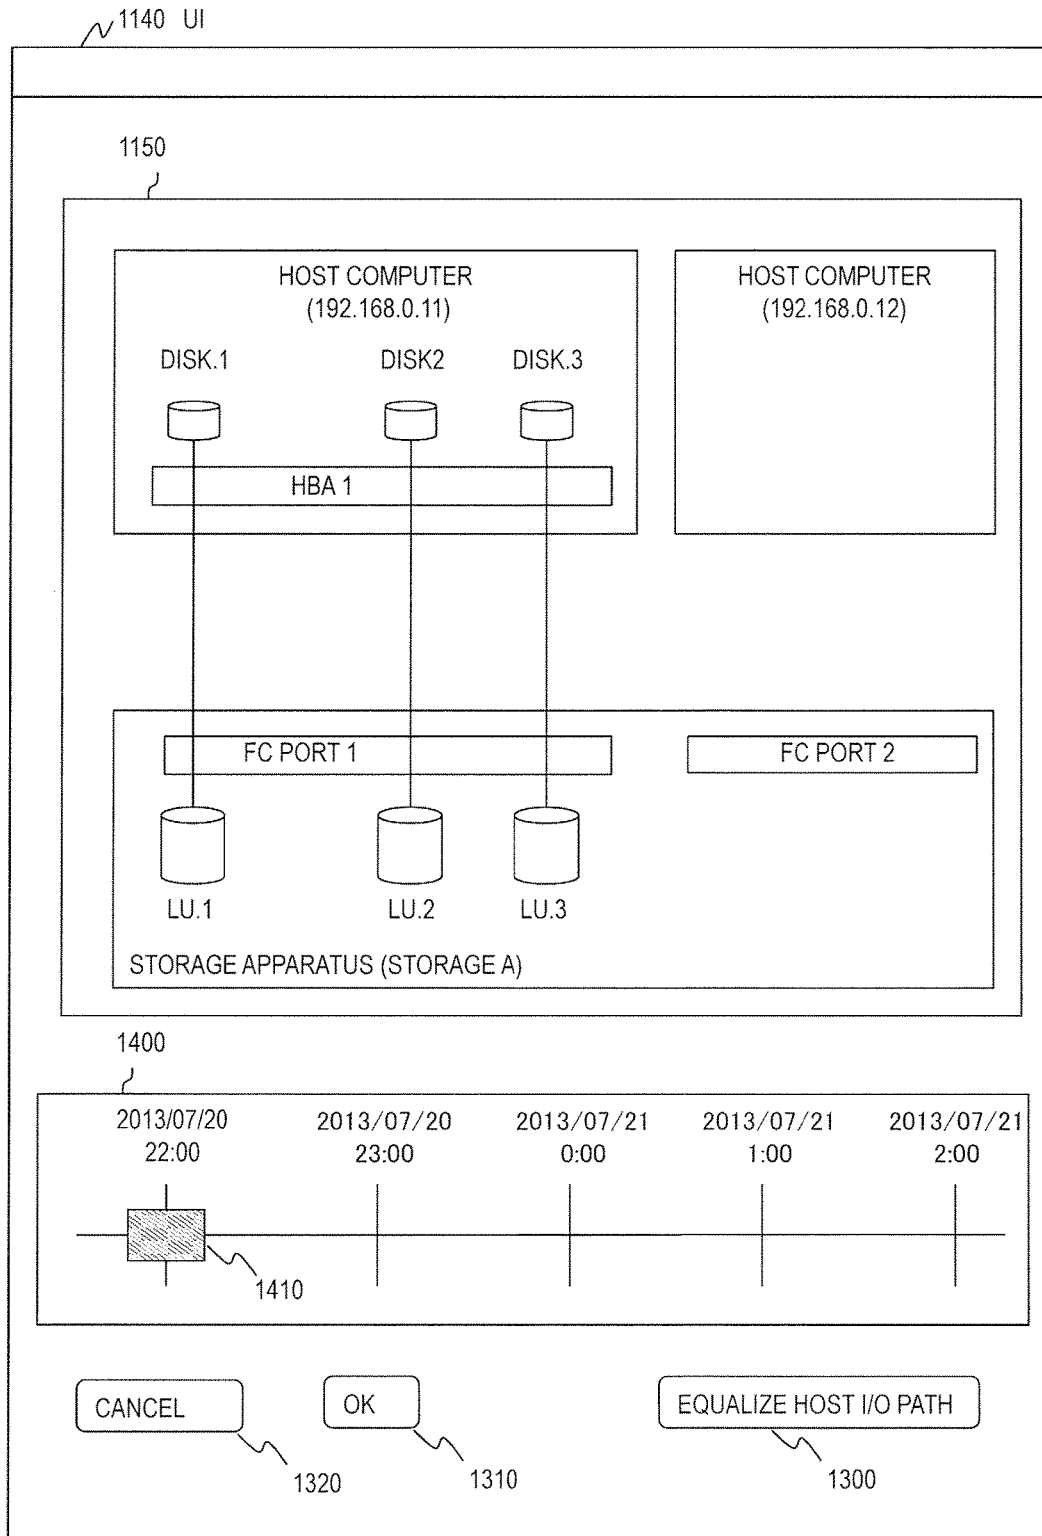 1140 UI
1150
HOST COMPUTER
(192.168.0.11)
HOST COMPUTER
(192.168.0.12)
DISK.1
DISK2
DISK.3
HBA 1
FC PORT 1
FC PORT 2
LU.1
LU.2
LU.3
STORAGE APPARATUS (STORAGE A)
1400
2013/07/20
22:00
2013/07/20
23:00
2013/07/21
0:00
2013/07/21
1:00
2013/07/21
2:00
1410
CANCEL
OK
EQUALIZE HOST I/O PATH
1320
1310
1300